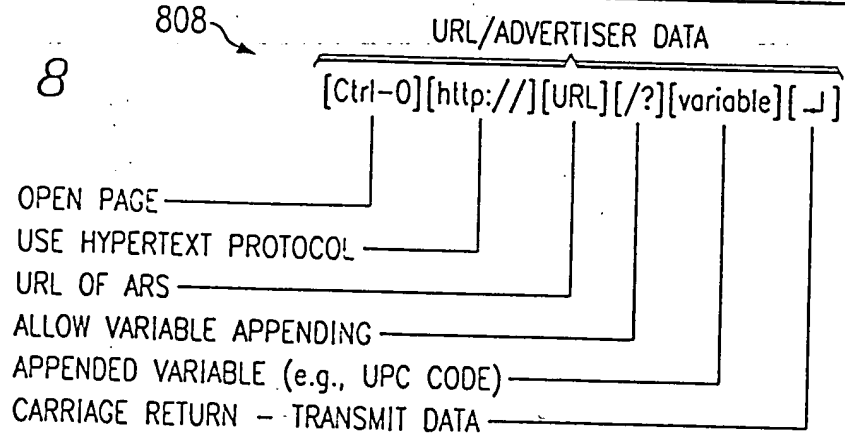 808
URL/ADVERTISER DATA
8
[Ctrl-O][http://][URL][/?][variable][↵]
OPEN PAGE
USE HYPERTEXT PROTOCOL
URL OF ARS
ALLOW VARIABLE APPENDING
APPENDED VARIABLE (e.g., UPC CODE)
CARRIAGE RETURN - TRANSMIT DATA